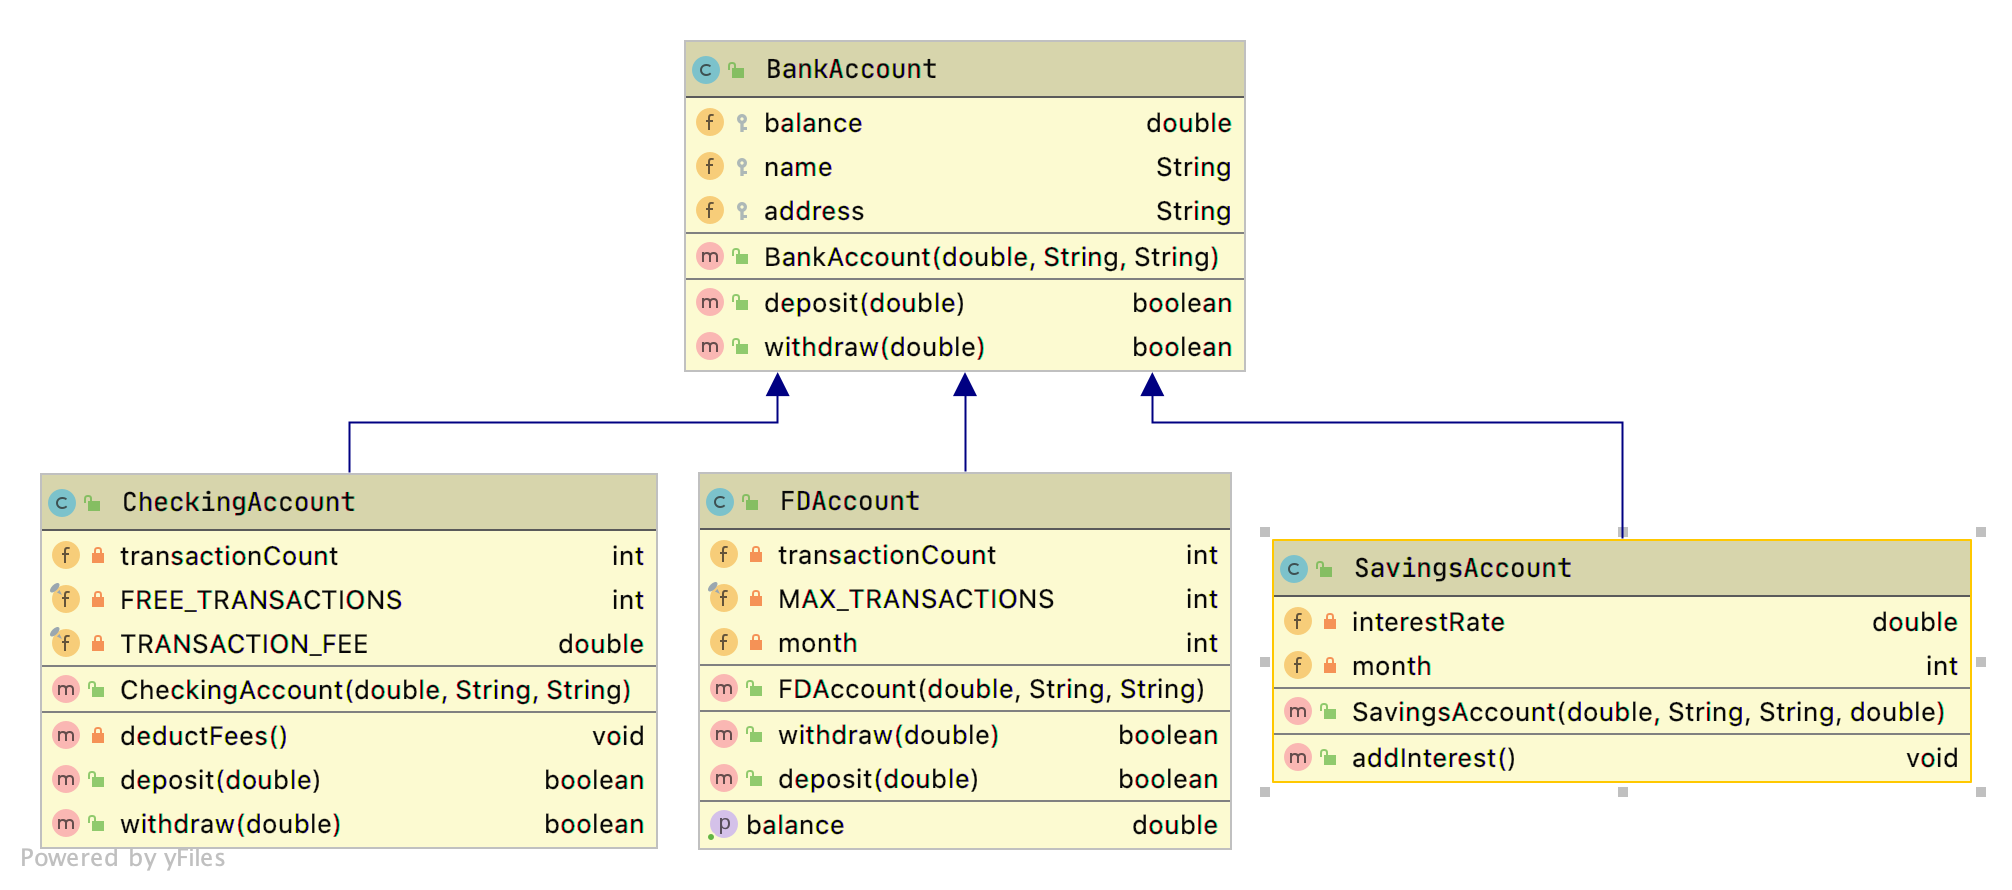 BankAccount
balance double
name String
address String
BankAccount(double, String, String)
deposit(double) boolean
withdraw(double) boolean
CheckingAccount
transactionCount int
FREE_TRANSACTIONS int
TRANSACTION_FEE double
CheckingAccount(double, String, String)
deductFees() void
deposit(double) boolean
withdraw(double) boolean
FDAccount
transactionCount int
MAX_TRANSACTIONS int
month int
FDAccount(double, String, String)
withdraw(double) boolean
deposit(double) boolean
balance double
SavingsAccount
interestRate double
month int
SavingsAccount(double, String, String, double)
addInterest() void
Powered by yFiles